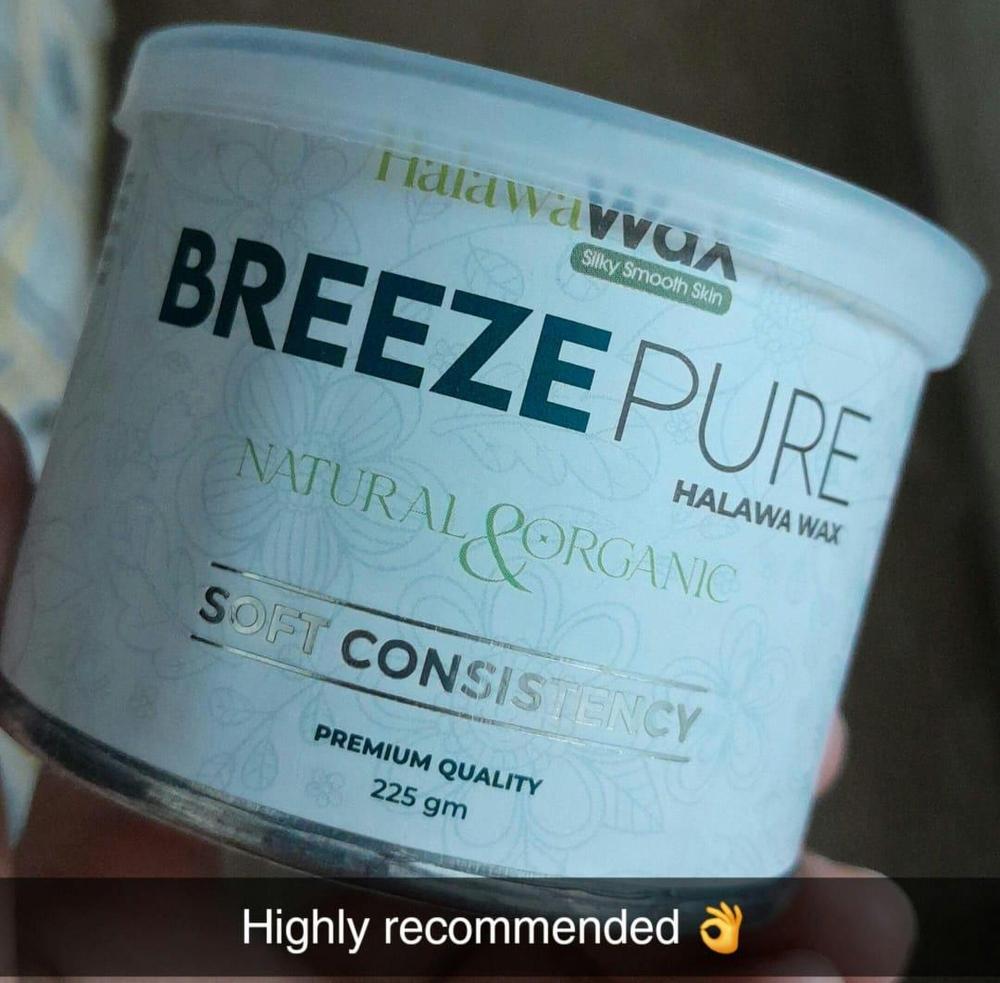 HalawaWax
Silky Smooth Skin
BREEZE PURE
HALAWA WAX
NATURAL & ORGANIC
SOFT CONSISTENCY
PREMIUM QUALITY
225 gm
Highly recommended 👌